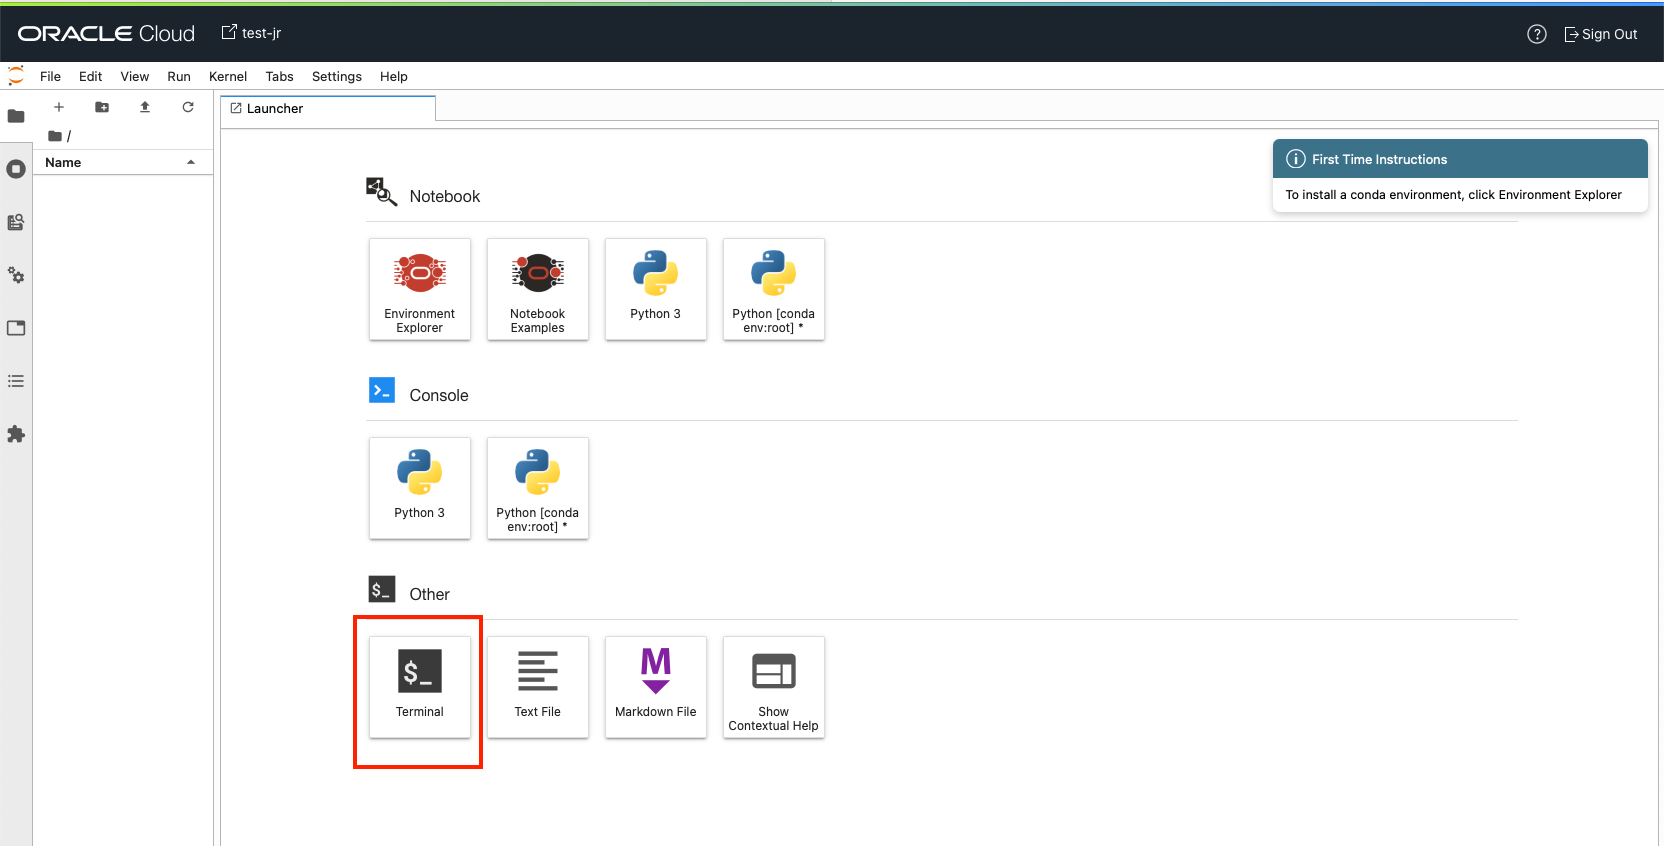 ORACLE Cloud test-jr
? Sign Out
File Edit View Run Kernel Tabs Settings Help
Launcher
/
Name
First Time Instructions
To install a conda environment, click Environment Explorer
Notebook
Environment
Explorer
Notebook
Examples
Python 3
Python [conda
env:root] *
Console
Python 3
Python [conda
env:root] *
$_ Other
$_
Terminal
Text File
M
Markdown File
Show
Contextual Help